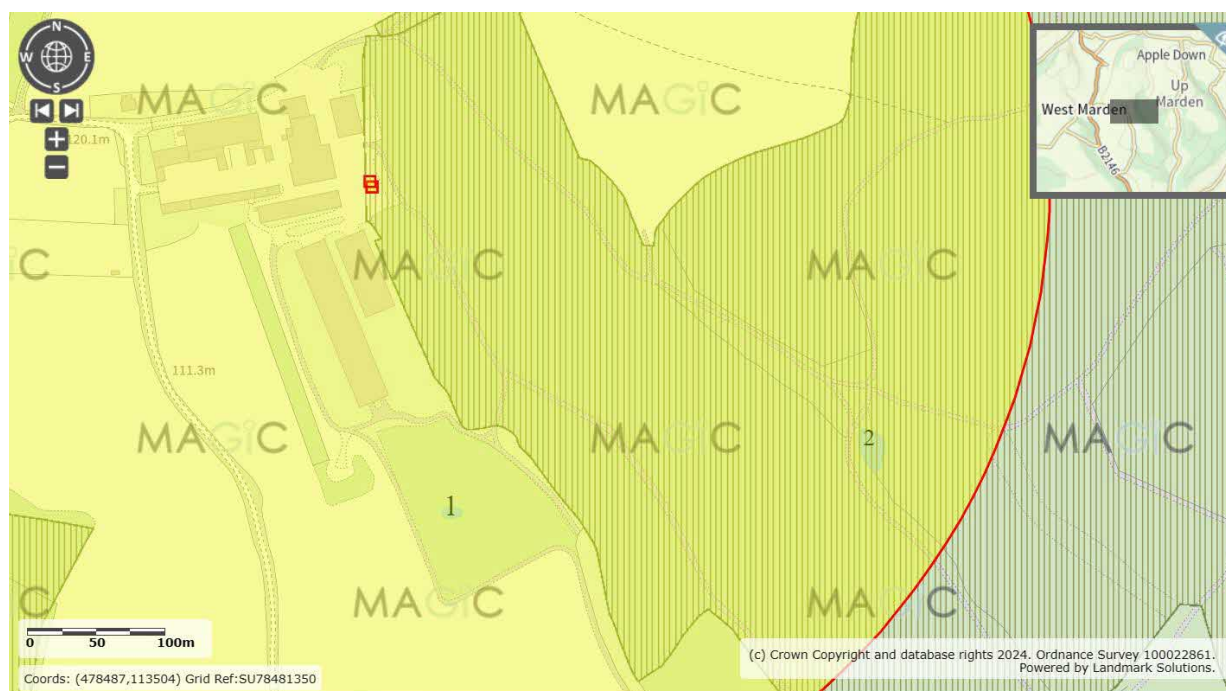 N
W E
S
MAGiC
MAGiC
Apple Down
Up
Marden
West Marden
B2146
120.1m
MAGiC
MAGiC
iC
111.3m
MAGiC
MAGiC
2
MAGiC
1
MAGiC
MAGiC
C
0 50 100m
(c) Crown Copyright and database rights 2024. Ordnance Survey 100022861.
Powered by Landmark Solutions.
Coords: (478487,113504) Grid Ref:SU78481350